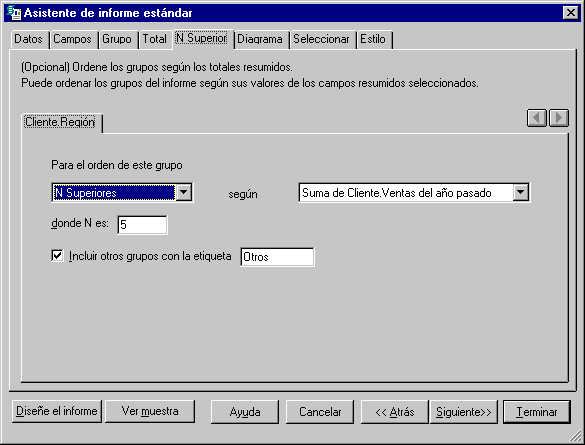 Asistente de informe estándar
Datos Campos Grupo Total N Superior Diagrama Seleccionar Estilo
(Opcional) Ordene los grupos según los totales resumidos.
Puede ordenar los grupos del informe según sus valores de los campos resumidos seleccionados.
Cliente.Región
Para el orden de este grupo
N Superiores según Suma de Cliente.Ventas del año pasado
donde N es: 5
Incluir otros grupos con la etiqueta Otros
Diseñe el informe Ver muestra Ayuda Cancelar << Atrás Siguiente>> Terminar